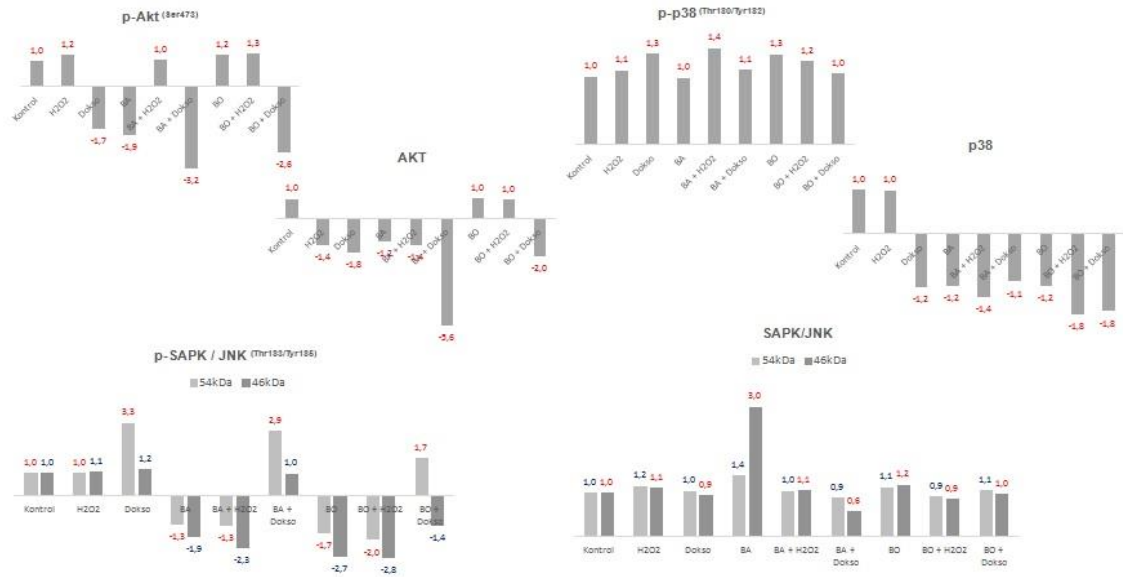 p-Akt (Ser473)
1,0 1,2 -1,7 -1,9 1,0 -3,2 1,2 1,3 -2,6
Kontrol H2O2 Dokso BA BA + H2O2 BA + Dokso BO BO + H2O2 BO + Dokso
AKT
1,0 -1,4 -1,8 -5,6 1,0 1,0 -2,0
Kontrol H2O2 Dokso BA BA + H2O2 BA + Dokso BO BO + H2O2 BO + Dokso
p-p38 (Thr180/Tyr182)
1,0 1,1 1,3 1,0 1,4 1,1 1,3 1,2 1,0
Kontrol H2O2 Dokso BA BA + H2O2 BA + Dokso BO BO + H2O2 BO + Dokso
p38
1,0 1,0 -1,2 -1,2 -1,4 -1,1 -1,2 -1,8 -1,8
Kontrol H2O2 Dokso BA BA + H2O2 BA + Dokso BO BO + H2O2 BO + Dokso
p-SAPK / JNK (Thr183/Tyr185)
54kDa 46kDa
1,0 1,0 1,0 1,1 3,3 1,2 -1,3 -1,9 -1,3 -2,3 2,9 1,0 -1,7 -2,7 -2,0 -2,8 1,7 -1,4
Kontrol H2O2 Dokso BA BA + H2O2 BA + Dokso BO BO + H2O2 BO + Dokso
SAPK/JNK
54kDa 46kDa
1,0 1,0 1,2 1,1 1,0 0,9 1,4 3,0 1,0 1,1 0,9 0,6 1,1 1,2 0,9 0,9 1,1 1,0
Kontrol H2O2 Dokso BA BA + H2O2 BA + Dokso BO BO + H2O2 BO + Dokso